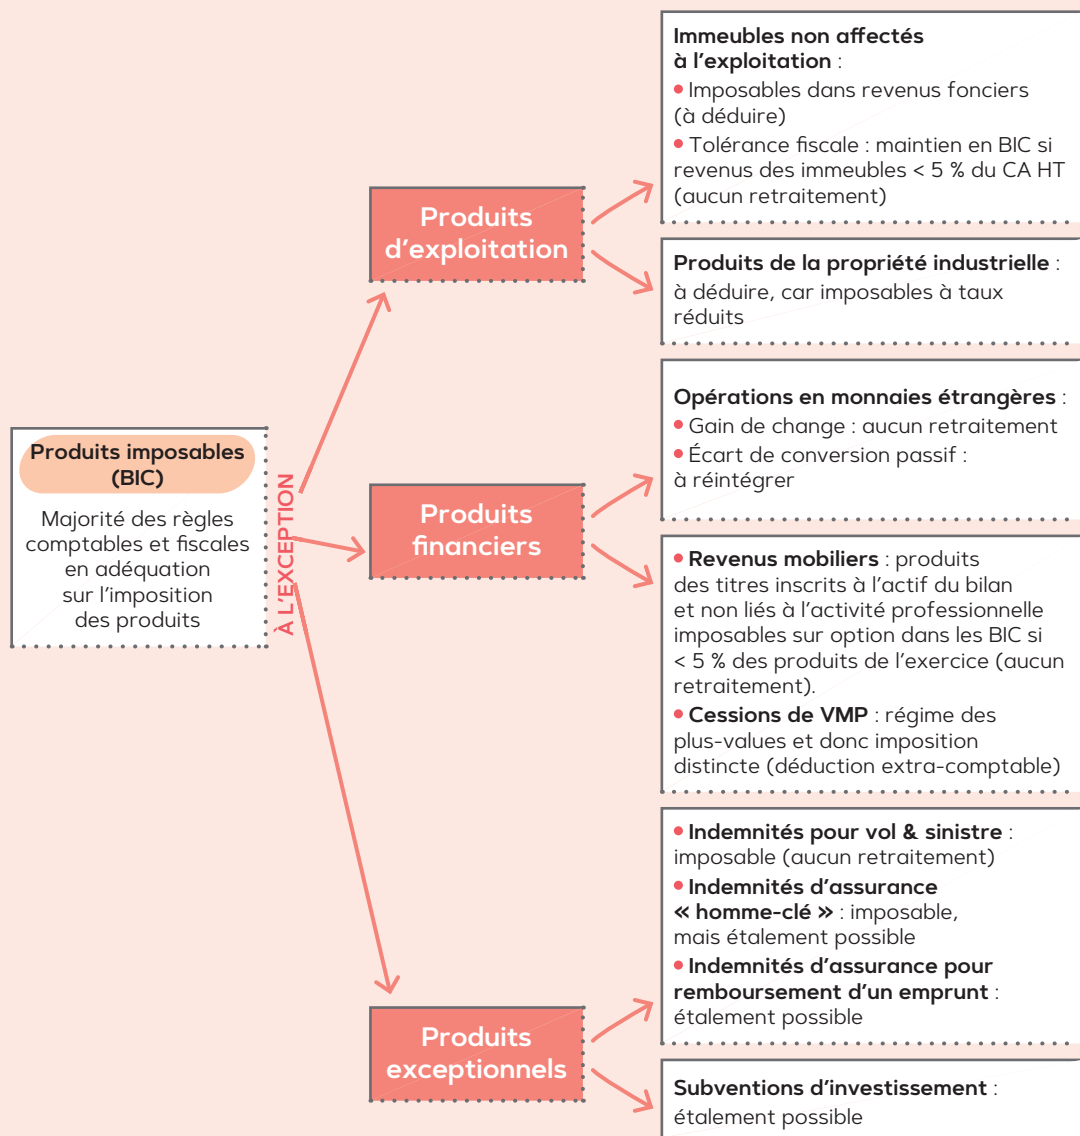 Produits imposables
(BIC)
Majorité des règles
comptables et fiscales
en adéquation
sur l'imposition
des produits
À L'EXCEPTION
Produits
d'exploitation
Immeubles non affectés
à l'exploitation :
• Imposables dans revenus fonciers
(à déduire)
• Tolérance fiscale : maintien en BIC si
revenus des immeubles < 5 % du CA HT
(aucun retraitement)
Produits de la propriété industrielle :
à déduire, car imposables à taux
réduits
Produits
financiers
Opérations en monnaies étrangères :
• Gain de change : aucun retraitement
• Écart de conversion passif :
à réintégrer
• Revenus mobiliers : produits
des titres inscrits à l'actif du bilan
et non liés à l'activité professionnelle
imposables sur option dans les BIC si
< 5 % des produits de l'exercice (aucun
retraitement).
• Cessions de VMP : régime des
plus-values et donc imposition
distincte (déduction extra-comptable)
Produits
exceptionnels
• Indemnités pour vol & sinistre :
imposable (aucun retraitement)
• Indemnités d'assurance
« homme-clé » : imposable,
mais étalement possible
• Indemnités d'assurance pour
remboursement d'un emprunt :
étalement possible
Subventions d'investissement :
étalement possible